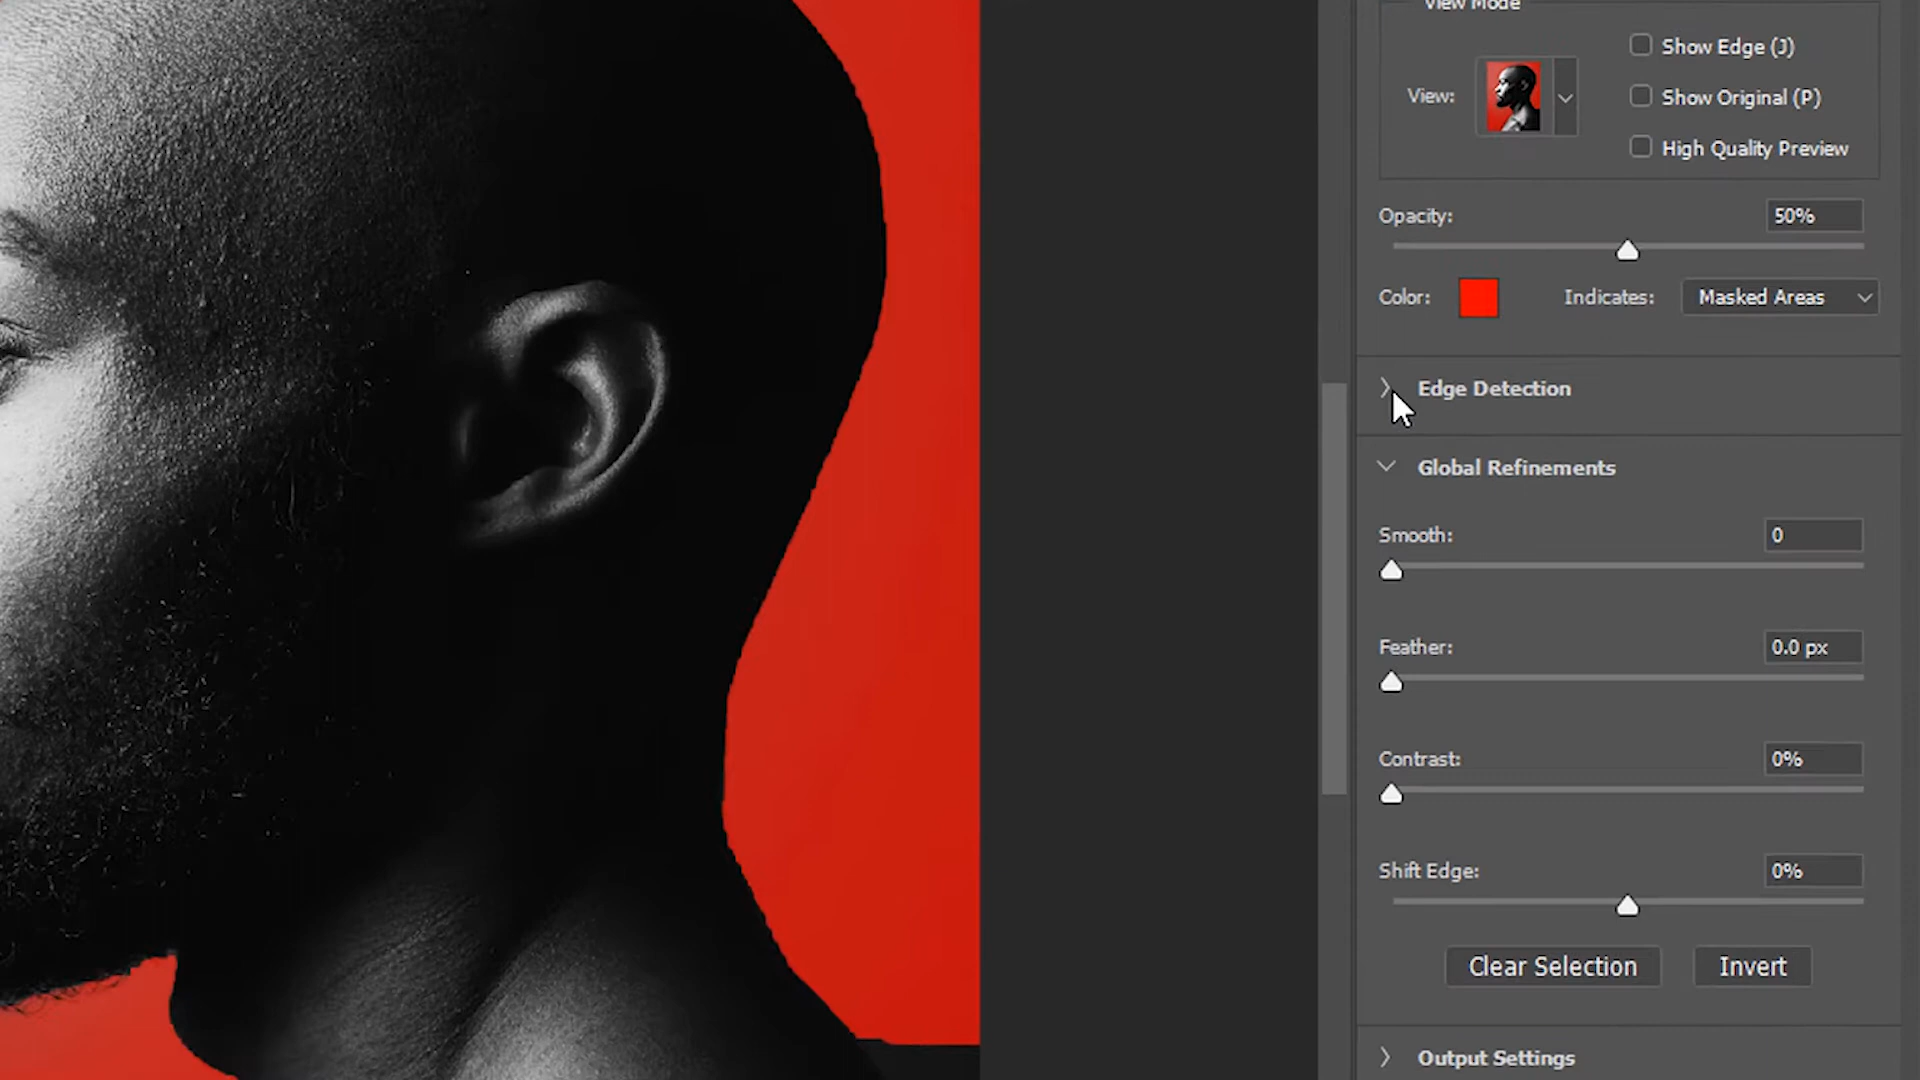 View Mode
Show Edge (J)
View:
Show Original (P)
High Quality Preview
Opacity:
50%
Color:
Indicates:
Masked Areas
Edge Detection
Global Refinements
Smooth:
0
Feather:
0.0 px
Contrast:
0%
Shift Edge:
0%
Clear Selection
Invert
Output Settings